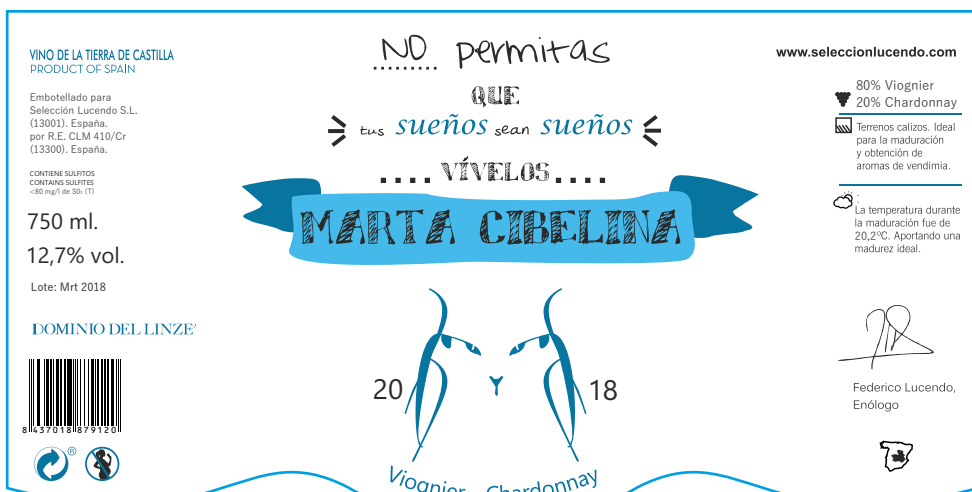 VINO DE LA TIERRA DE CASTILLA
PRODUCT OF SPAIN
Embotellado para
Selección Lucendo S.L.
(13001). España.
por R.E. CLM 410/Cr
(13300). España.
CONTIENE SULFITOS
CONTAINS SULFITES
<80 mg/l de SO₂ (T)
750 ml.
12,7% vol.
Lote: Mrt 2018
DOMINIO DEL LINZE
8 437018 879120
®
NO permitas
QUE
tus sueños sean sueños
.... VÍVELOS ....
MARTA CIBELINA
20 18
Viognier - Chardonnay
www.seleccionlucendo.com
80% Viognier
20% Chardonnay
Terrenos calizos. Ideal
para la maduración
y obtención de
aromas de vendimia.
:
La temperatura durante
la maduración fue de
20,2ºC. Aportando una
madurez ideal.
Federico Lucendo,
Enólogo